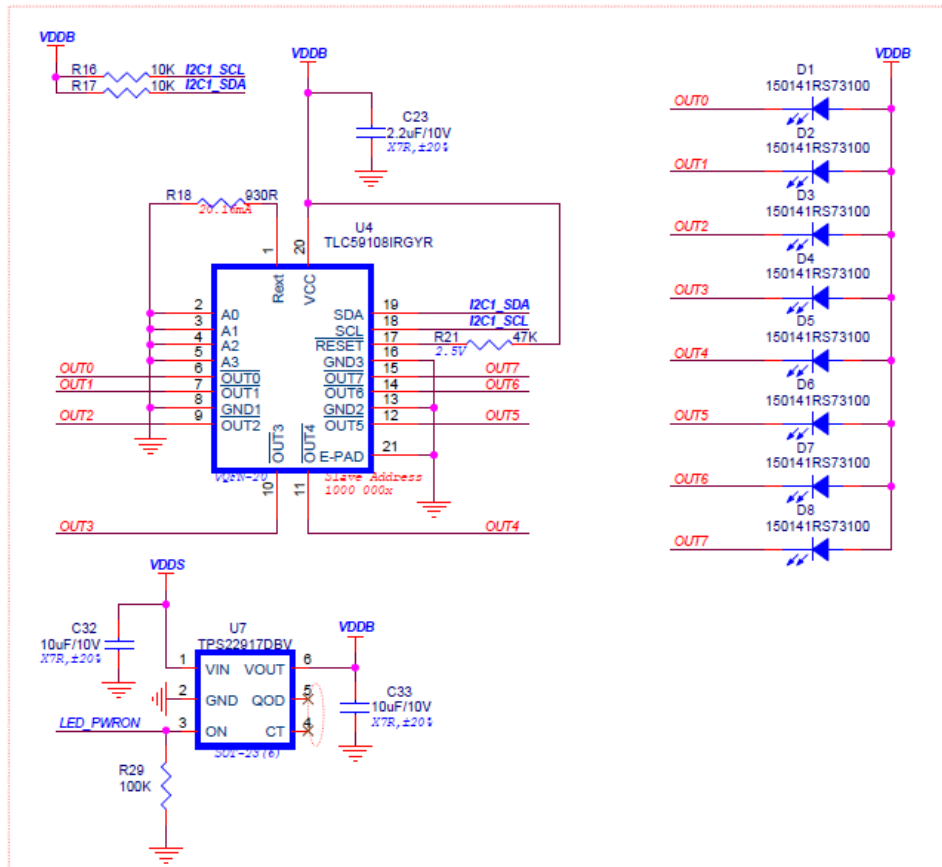 VDDB
R16 10K I2C1_SCL
R17 10K I2C1_SDA
VDDB
C23
2.2uF/10V
X7R,±20%
R18 930R
20.16mA
U4
TLC59108IRGYR
1
20
Rext
VCC
2 A0
3 A1
4 A2
5 A3
OUT0 6 OUT0
OUT1 7 OUT1
8 GND1
OUT2 9 OUT2
SDA 19 I2C1_SDA
SCL 18 I2C1_SCL
RESET 17 R21 47K
2.5V
GND3 16
OUT7 15 OUT7
OUT6 14 OUT6
GND2 13
OUT5 12 OUT5
E-PAD 21
OUT3
OUT4
VQFN-20
10
11
Slave Address
1000 000x
OUT3
OUT4
VDDB
D1
150141RS73100
OUT0
D2
150141RS73100
OUT1
D3
150141RS73100
OUT2
D4
150141RS73100
OUT3
D5
150141RS73100
OUT4
D6
150141RS73100
OUT5
D7
150141RS73100
OUT6
D8
150141RS73100
OUT7
VDDS
C32
10uF/10V
X7R,±20%
U7
TPS22917DBV
1 VIN VOUT 6
2 GND QOD 5
LED_PWRON 3 ON CT 4
SOT-23(6)
VDDB
C33
10uF/10V
X7R,±20%
R29
100K